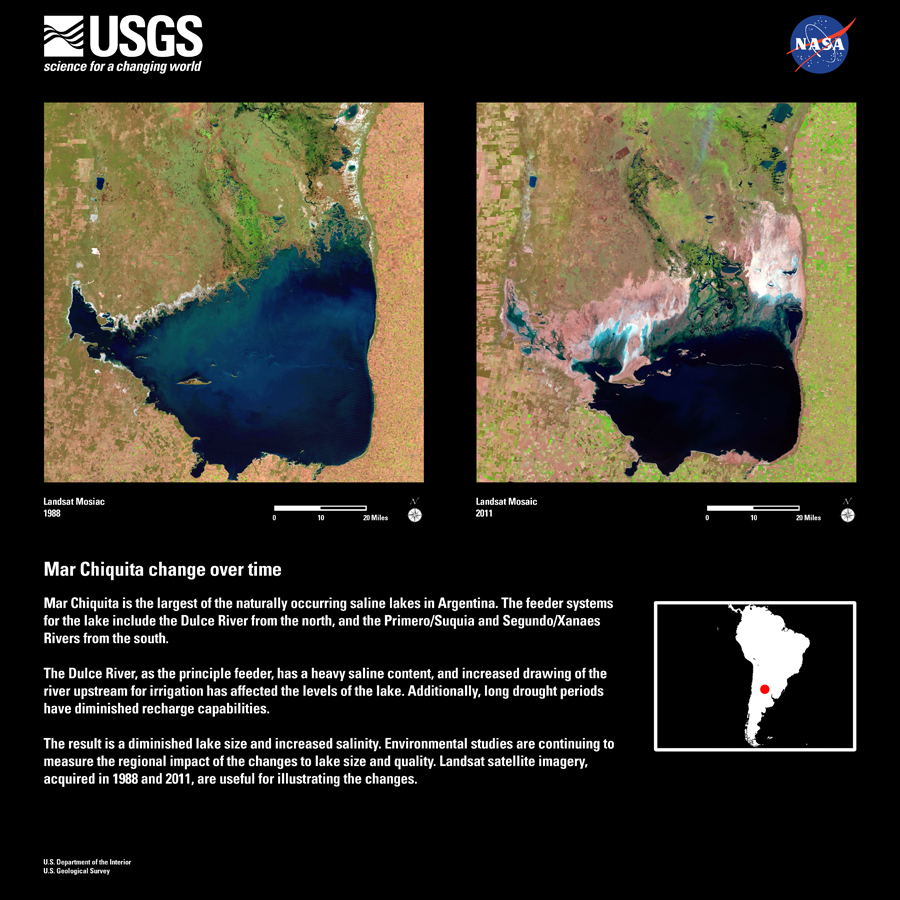 USGS
science for a changing world
NASA
Landsat Mosiac
1988
N
0 10 20 Miles
Landsat Mosaic
2011
N
0 10 20 Miles
Mar Chiquita change over time
Mar Chiquita is the largest of the naturally occurring saline lakes in Argentina. The feeder systems
for the lake include the Dulce River from the north, and the Primero/Suquia and Segundo/Xanaes
Rivers from the south.
The Dulce River, as the principle feeder, has a heavy saline content, and increased drawing of the
river upstream for irrigation has affected the levels of the lake. Additionally, long drought periods
have diminished recharge capabilities.
The result is a diminished lake size and increased salinity. Environmental studies are continuing to
measure the regional impact of the changes to lake size and quality. Landsat satellite imagery,
acquired in 1988 and 2011, are useful for illustrating the changes.
U.S. Department of the Interior
U.S. Geological Survey